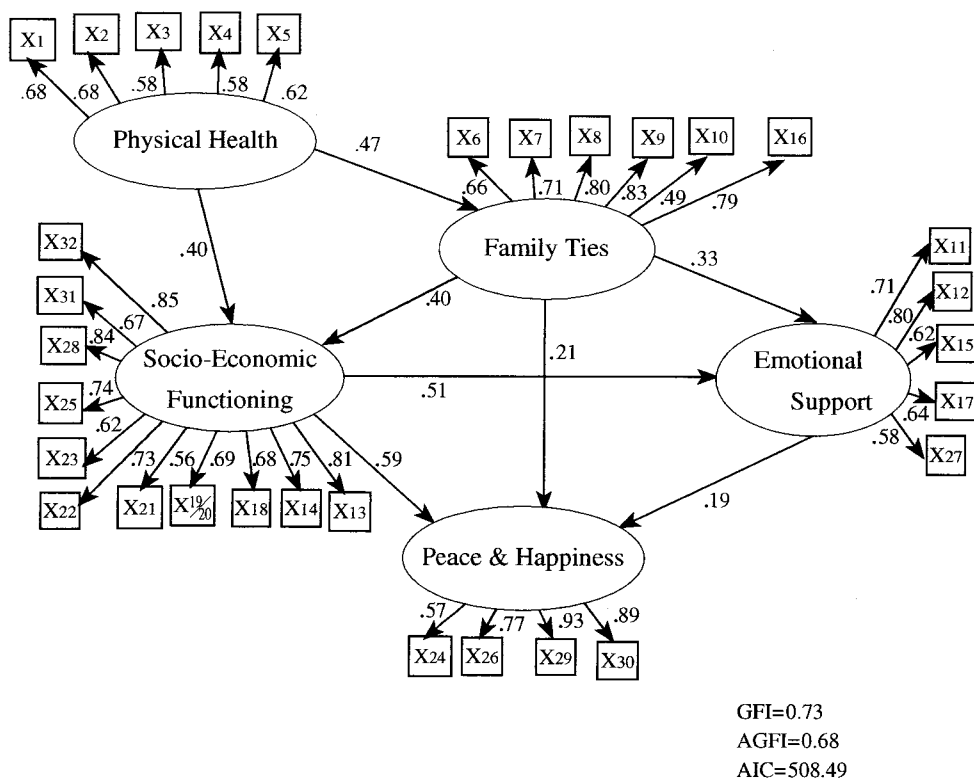 X1 X2 X3 X4 X5
.68 .68 .58 .58 .62
Physical Health
.47
X6 X7 X8 X9 X10 X16
.66 .71 .80 .83 .49 .79
Family Ties
.40
.40
.33
.21
X32
X31
X28
X25
X23
X22
.85
.67
.84
.74
.62
.73 .56 .69 .68 .75 .81 .59
Socio-Economic
Functioning
X21 X19/20 X18 X14 X13
.51
X11
X12
X15
X17
X27
.71
.80
.62
.64
.58
Emotional
Support
.19
Peace & Happiness
.57 .77 .93 .89
X24 X26 X29 X30
GFI=0.73
AGFI=0.68
AIC=508.49